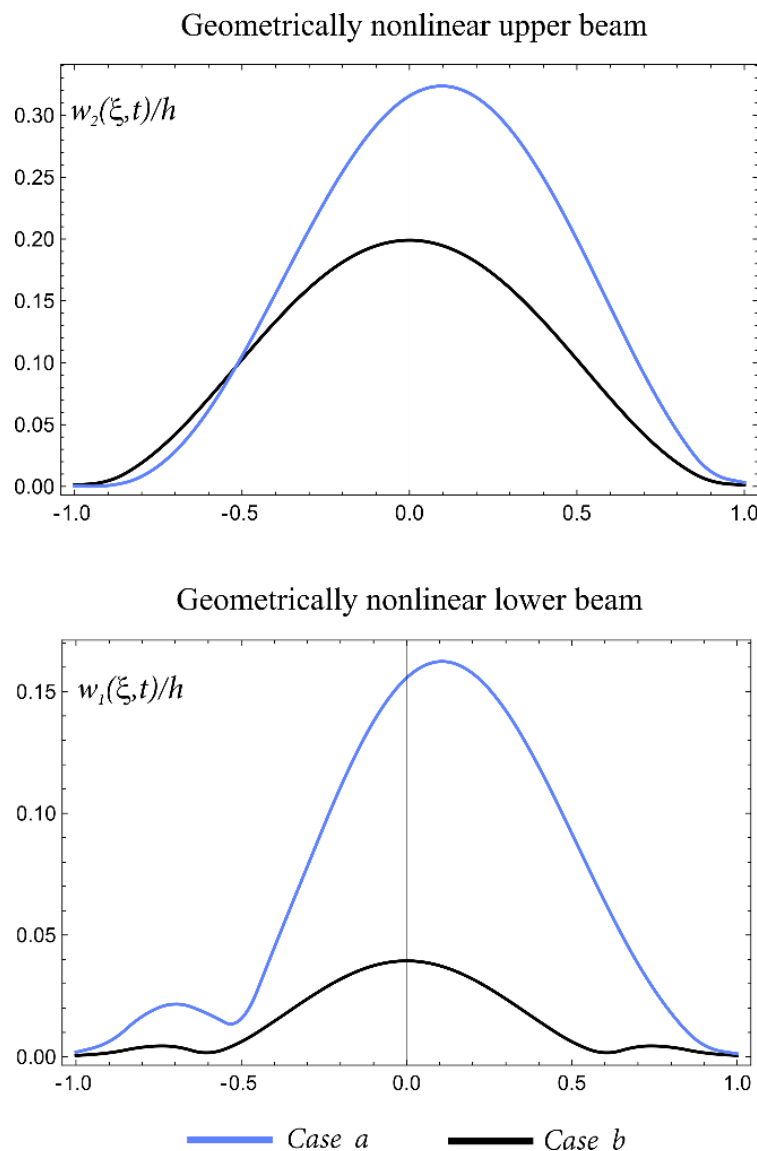 Geometrically nonlinear upper beam
w₂(ξ,t)/h
0.30
0.25
0.20
0.15
0.10
0.05
0.00
-1.0 -0.5 0.0 0.5 1.0
Geometrically nonlinear lower beam
w₁(ξ,t)/h
0.15
0.10
0.05
0.00
-1.0 -0.5 0.0 0.5 1.0
Case a Case b